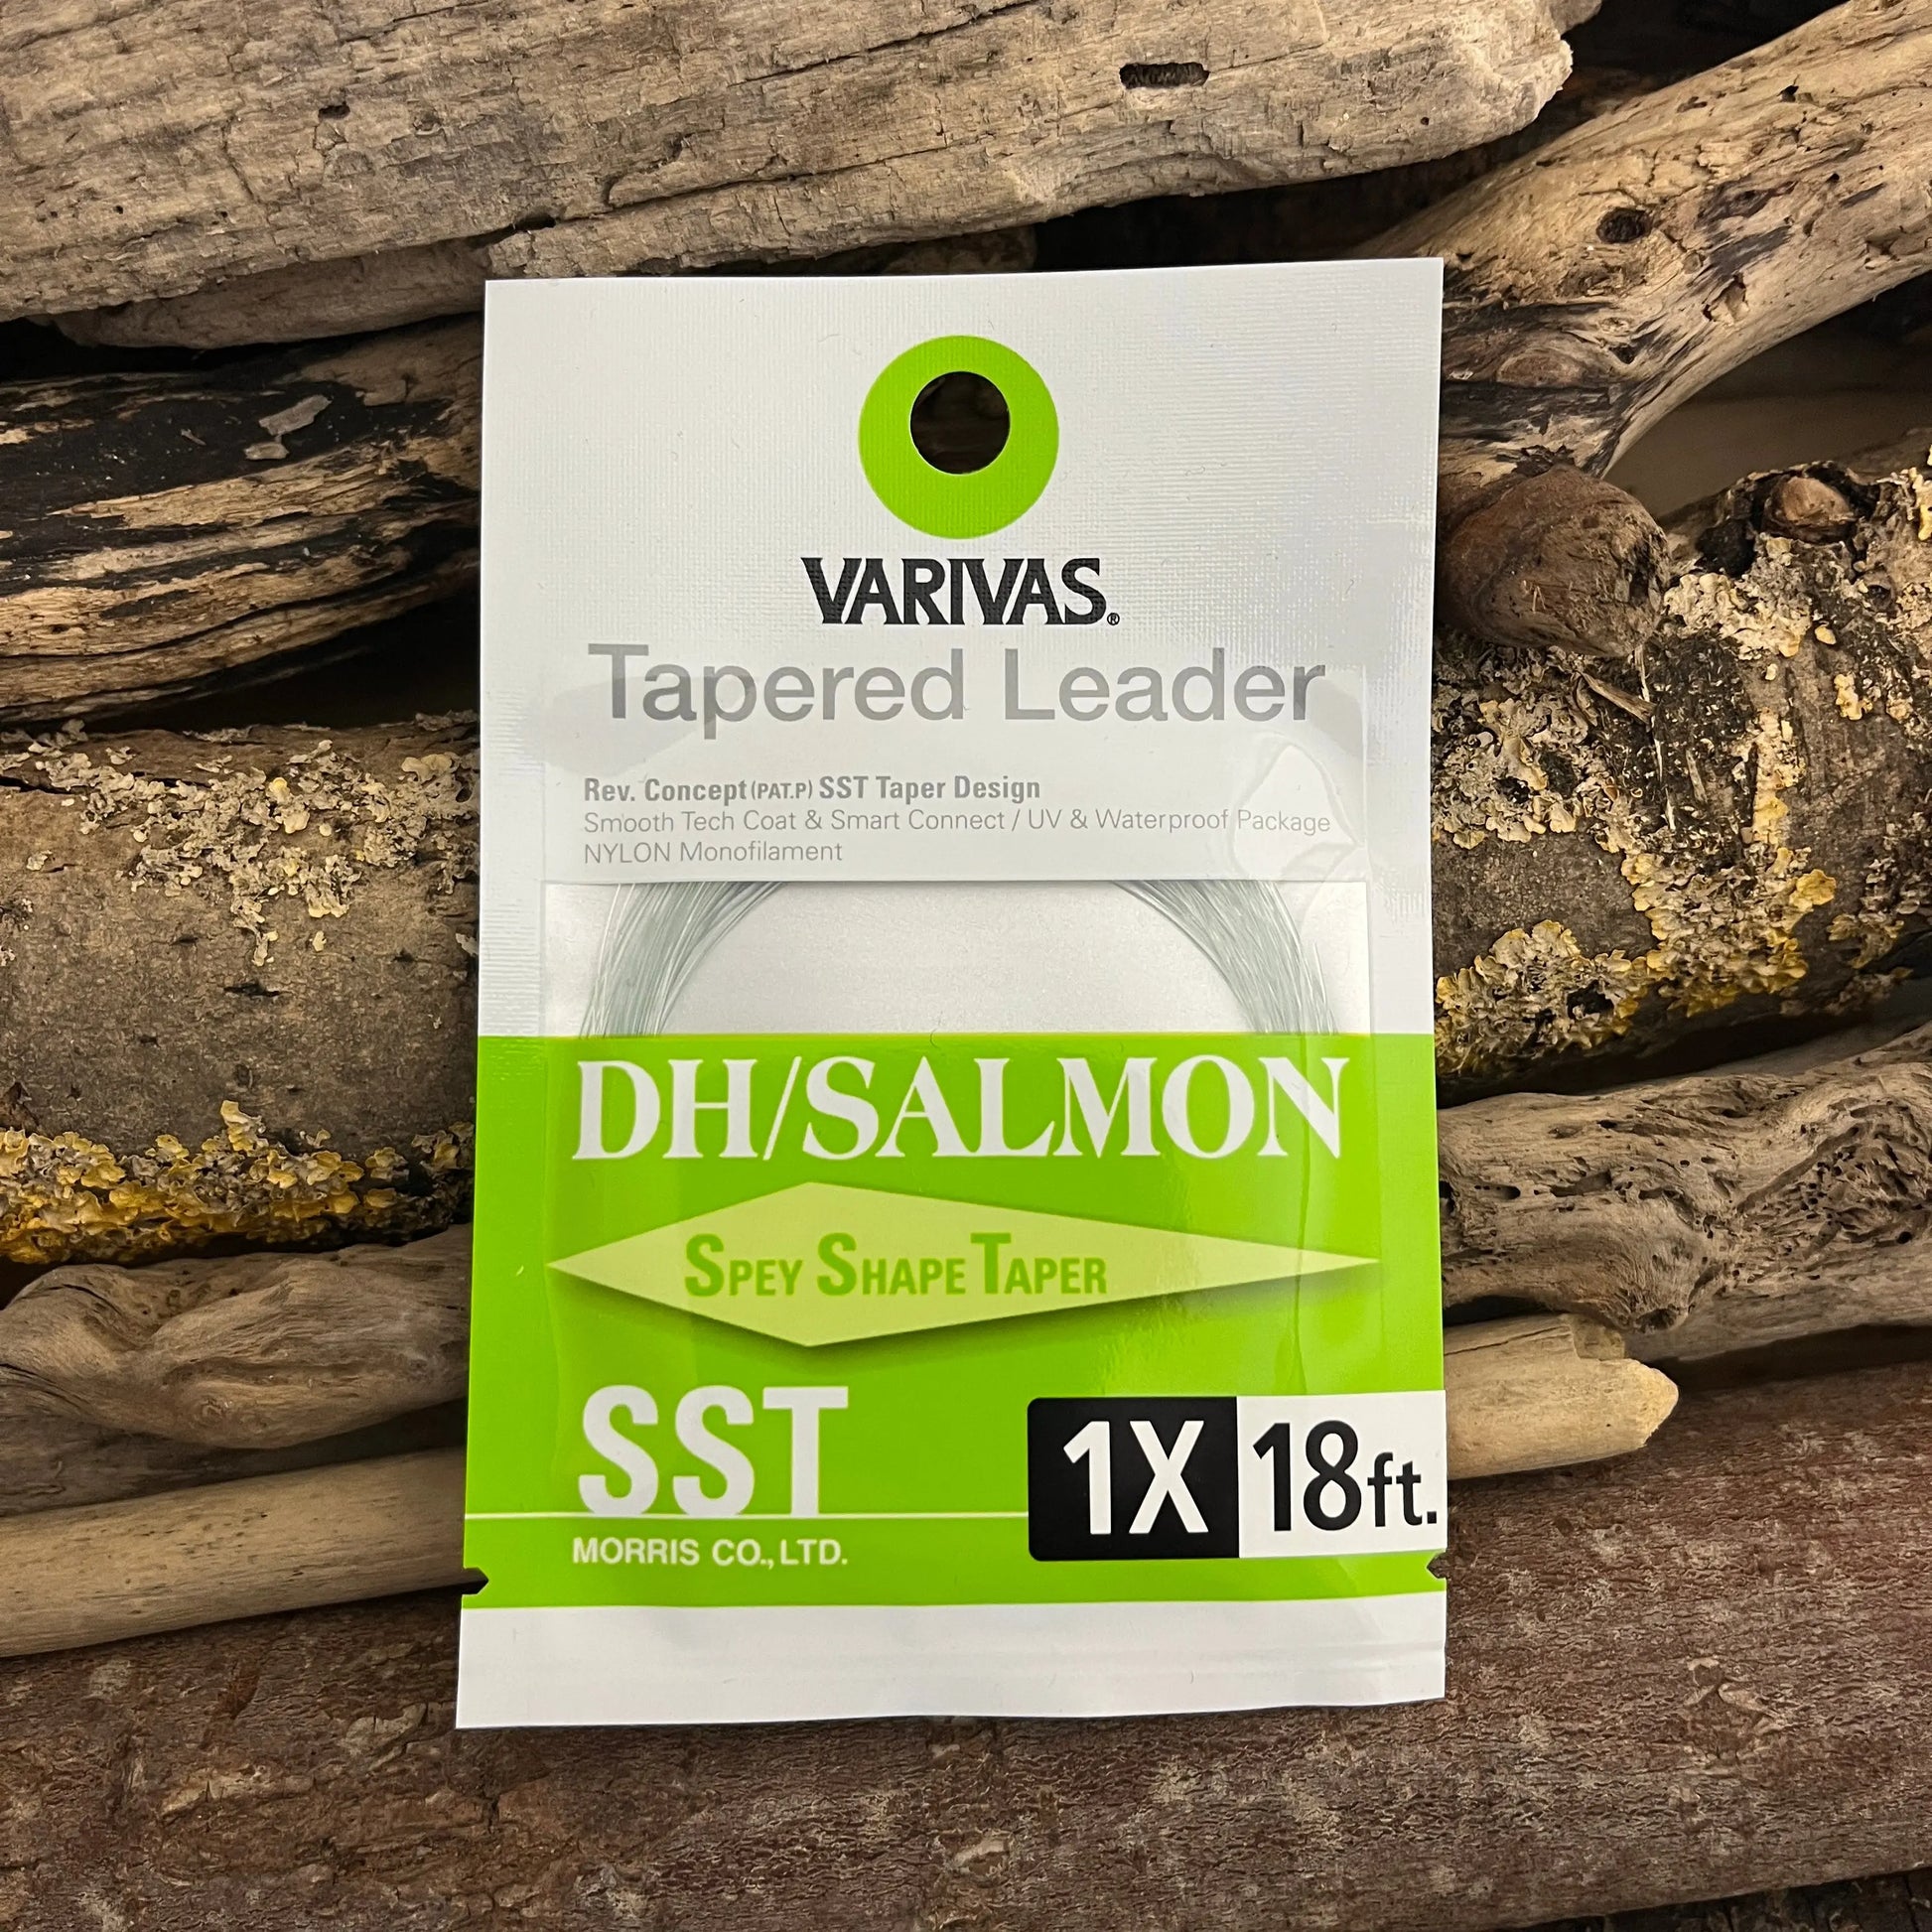 VARIVAS®
Tapered Leader
Rev. Concept (PAT.P) SST Taper Design
Smooth Tech Coat & Smart Connect / UV & Waterproof Package
NYLON Monofilament
DH/SALMON
SPEY SHAPE TAPER
SST
1X 18ft.
MORRIS CO., LTD.